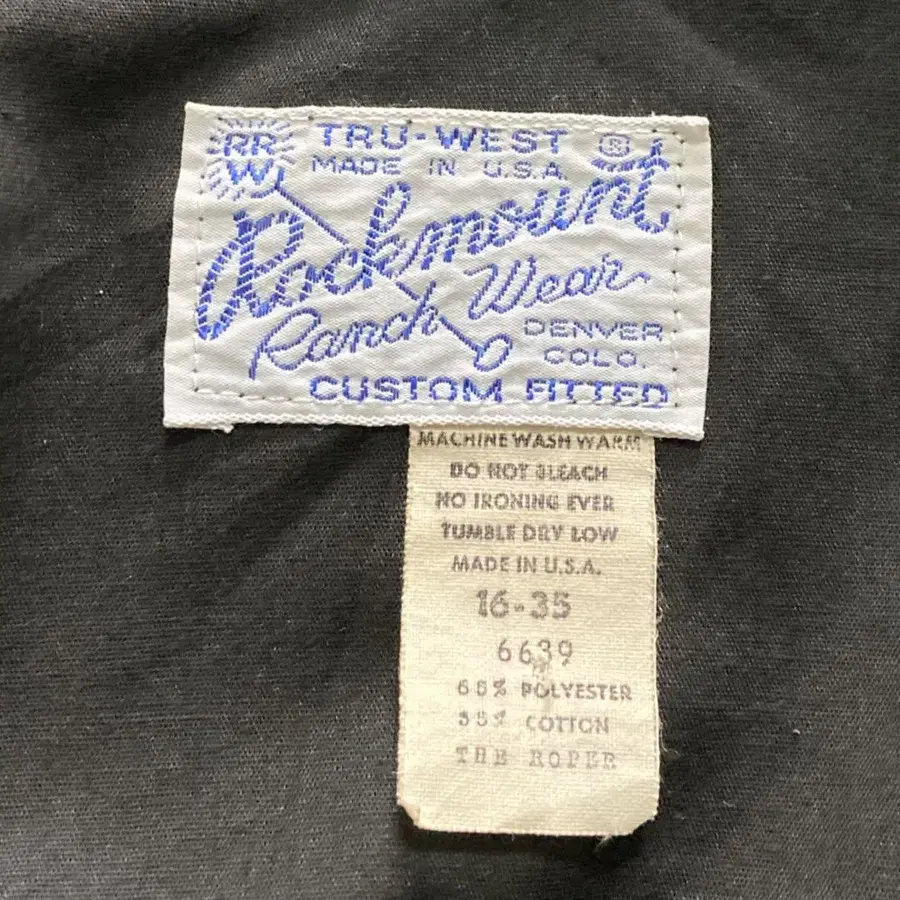 RR
W
TRU-WEST ®
MADE IN U.S.A
Rockmount
Ranch Wear
DENVER
COLO.
CUSTOM FITTED
MACHINE WASH WARM
DO NOT BLEACH
NO IRONING EVER
TUMBLE DRY LOW
MADE IN U.S.A.
16-35
6639
65% POLYESTER
35% COTTON
THE ROPER